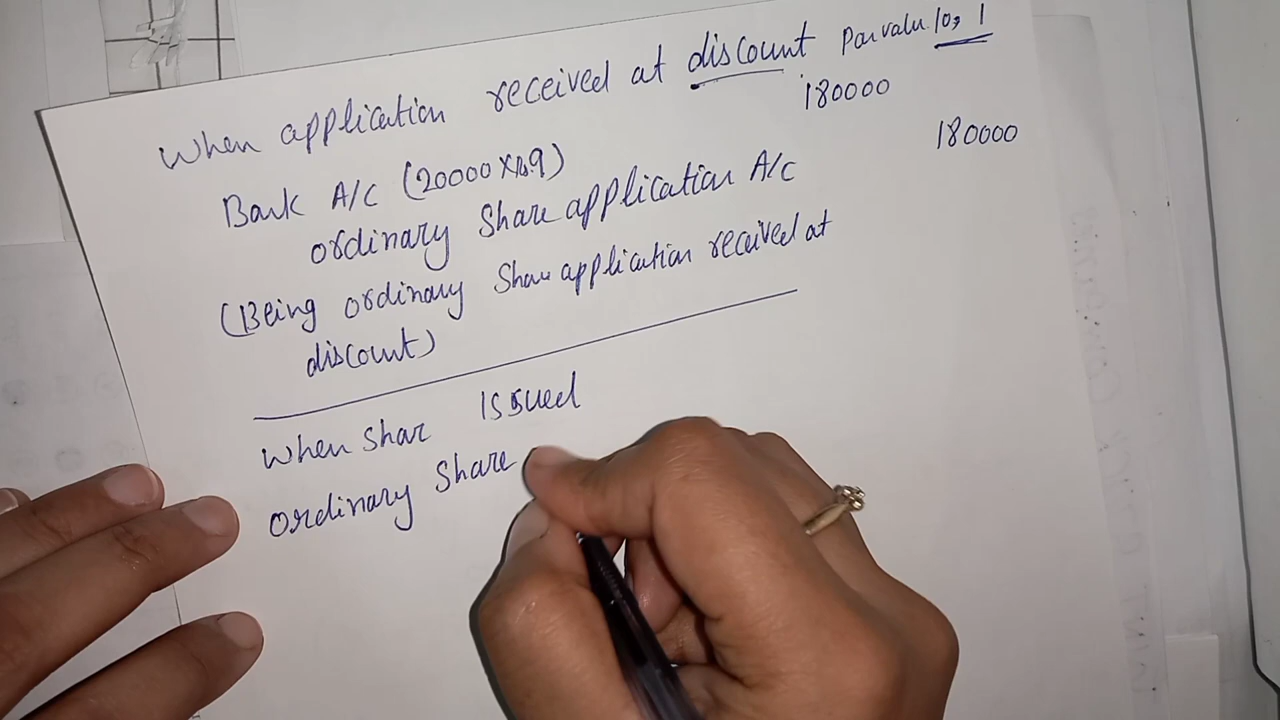 When application received at discount Par value 10, 1
Bank A/C (20000 X Rs.9) 180000
ordinary Share application A/C 180000
(Being ordinary Share application received at
discount)
When shar issued
Ordinary Share